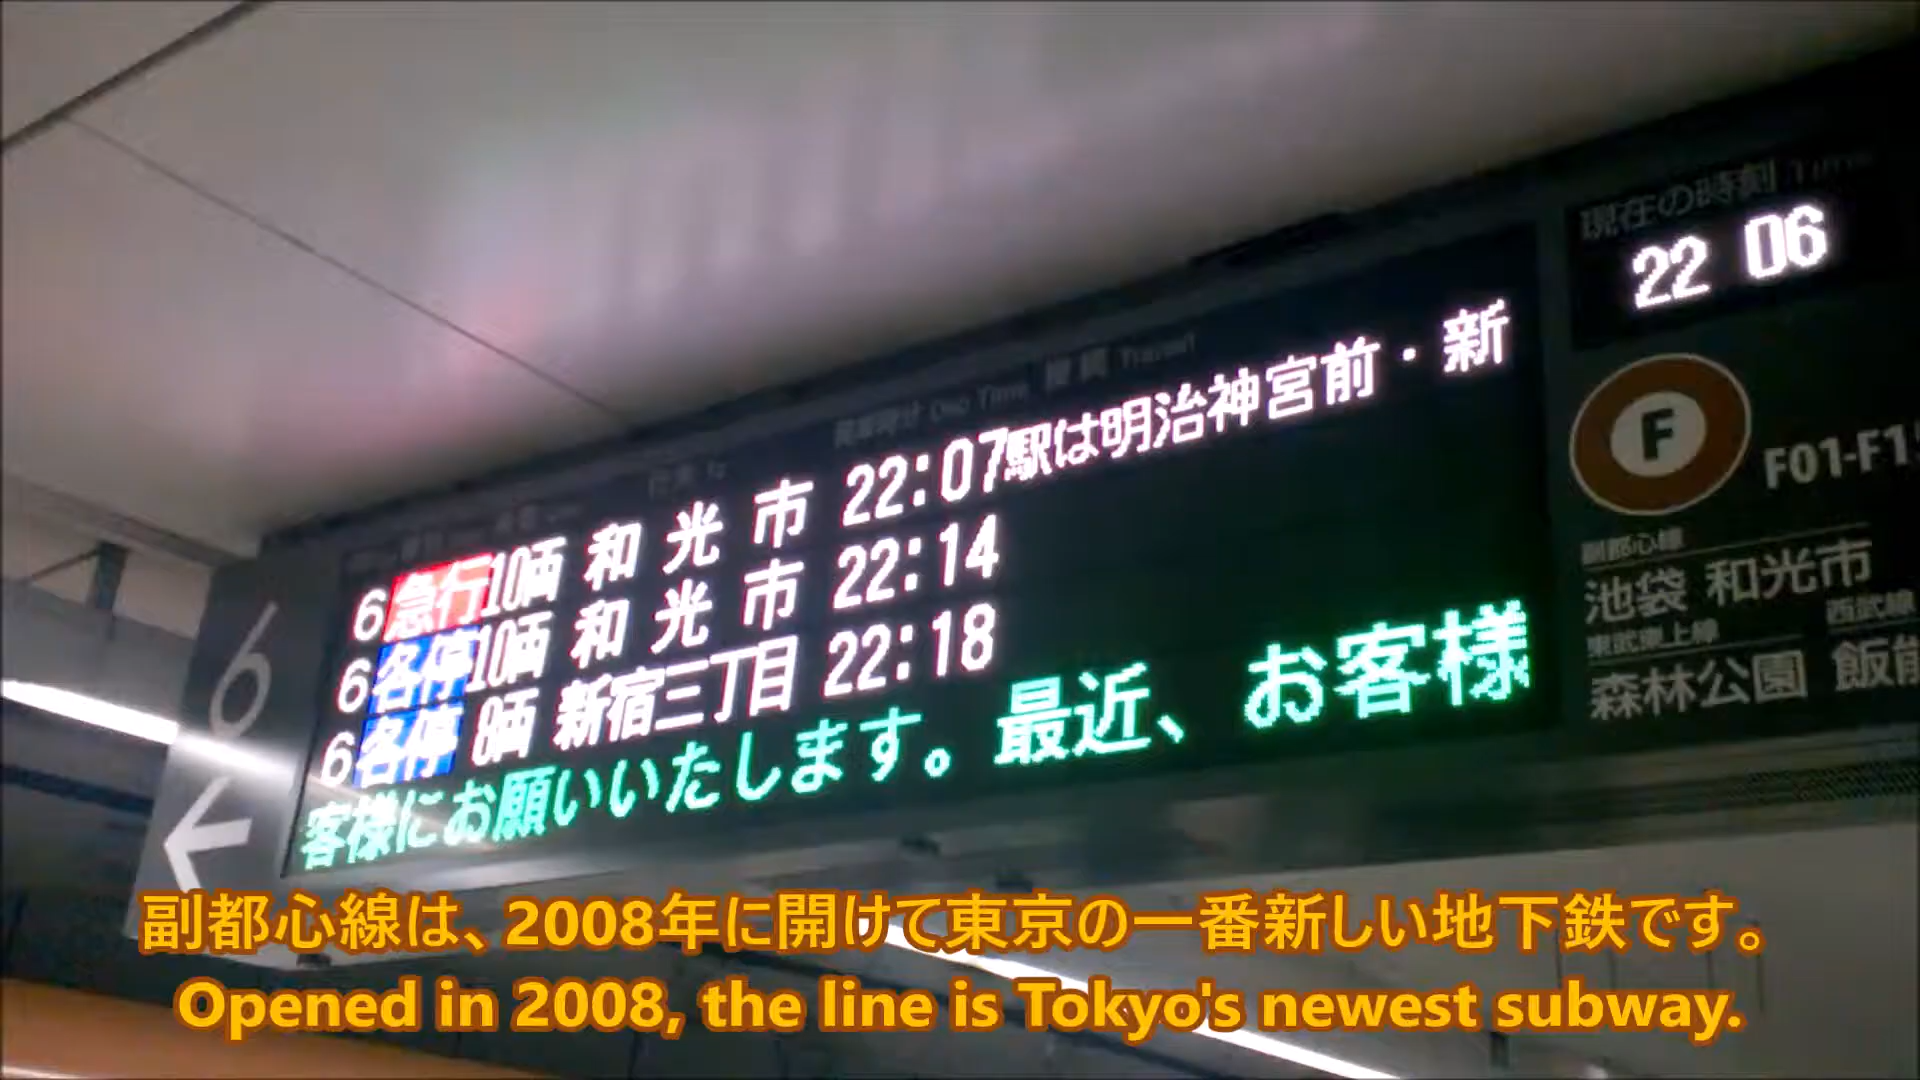 現在の時刻 Time
22 06
6 急行 10両 和光市 22:07 駅は明治神宮前・新
6 各停 10両 和光市 22:14
6 各停 8両 新宿三丁目 22:18
客様にお願いいたします。最近、お客様
6
F
F01-F1
副都心線
池袋 和光市
東武東上線 西武線
森林公園 飯能
副都心線は、2008年に開けて東京の一番新しい地下鉄です。
Opened in 2008, the line is Tokyo's newest subway.